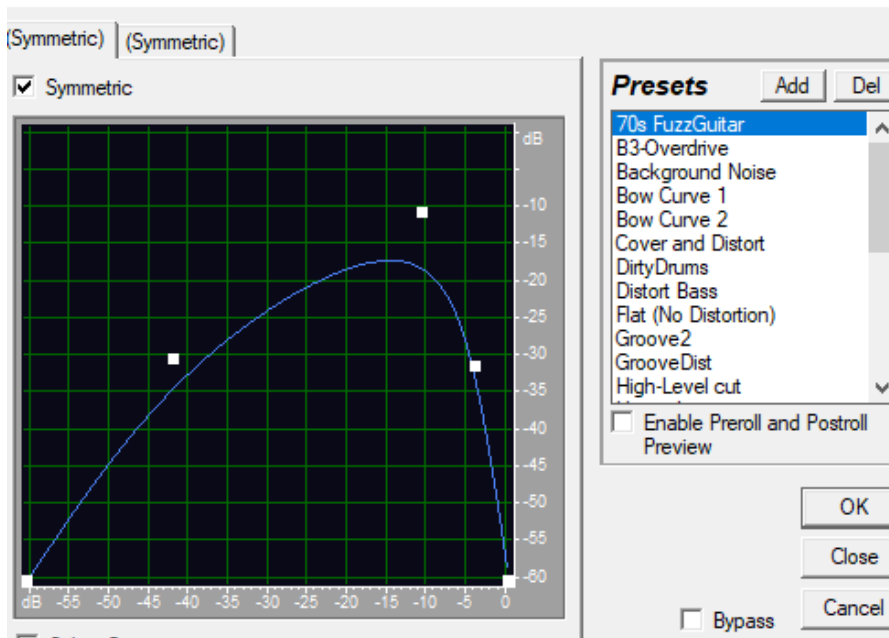 (Symmetric)
(Symmetric)
Symmetric
dB
-10
-15
-20
-25
-30
-35
-40
-45
-50
-55
-60
dB -55 -50 -45 -40 -35 -30 -25 -20 -15 -10 -5 0
Presets
Add
Del
70s FuzzGuitar
B3-Overdrive
Background Noise
Bow Curve 1
Bow Curve 2
Cover and Distort
DirtyDrums
Distort Bass
Flat (No Distortion)
Groove2
GrooveDist
High-Level cut
Enable Preroll and Postroll
Preview
OK
Close
Cancel
Bypass